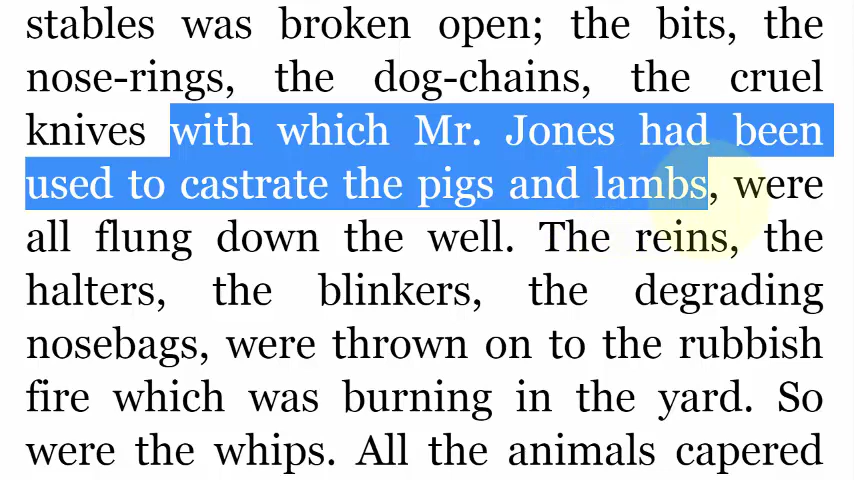 stables was broken open; the bits, the
nose-rings, the dog-chains, the cruel
knives with which Mr. Jones had been
used to castrate the pigs and lambs, were
all flung down the well. The reins, the
halters, the blinkers, the degrading
nosebags, were thrown on to the rubbish
fire which was burning in the yard. So
were the whips. All the animals capered